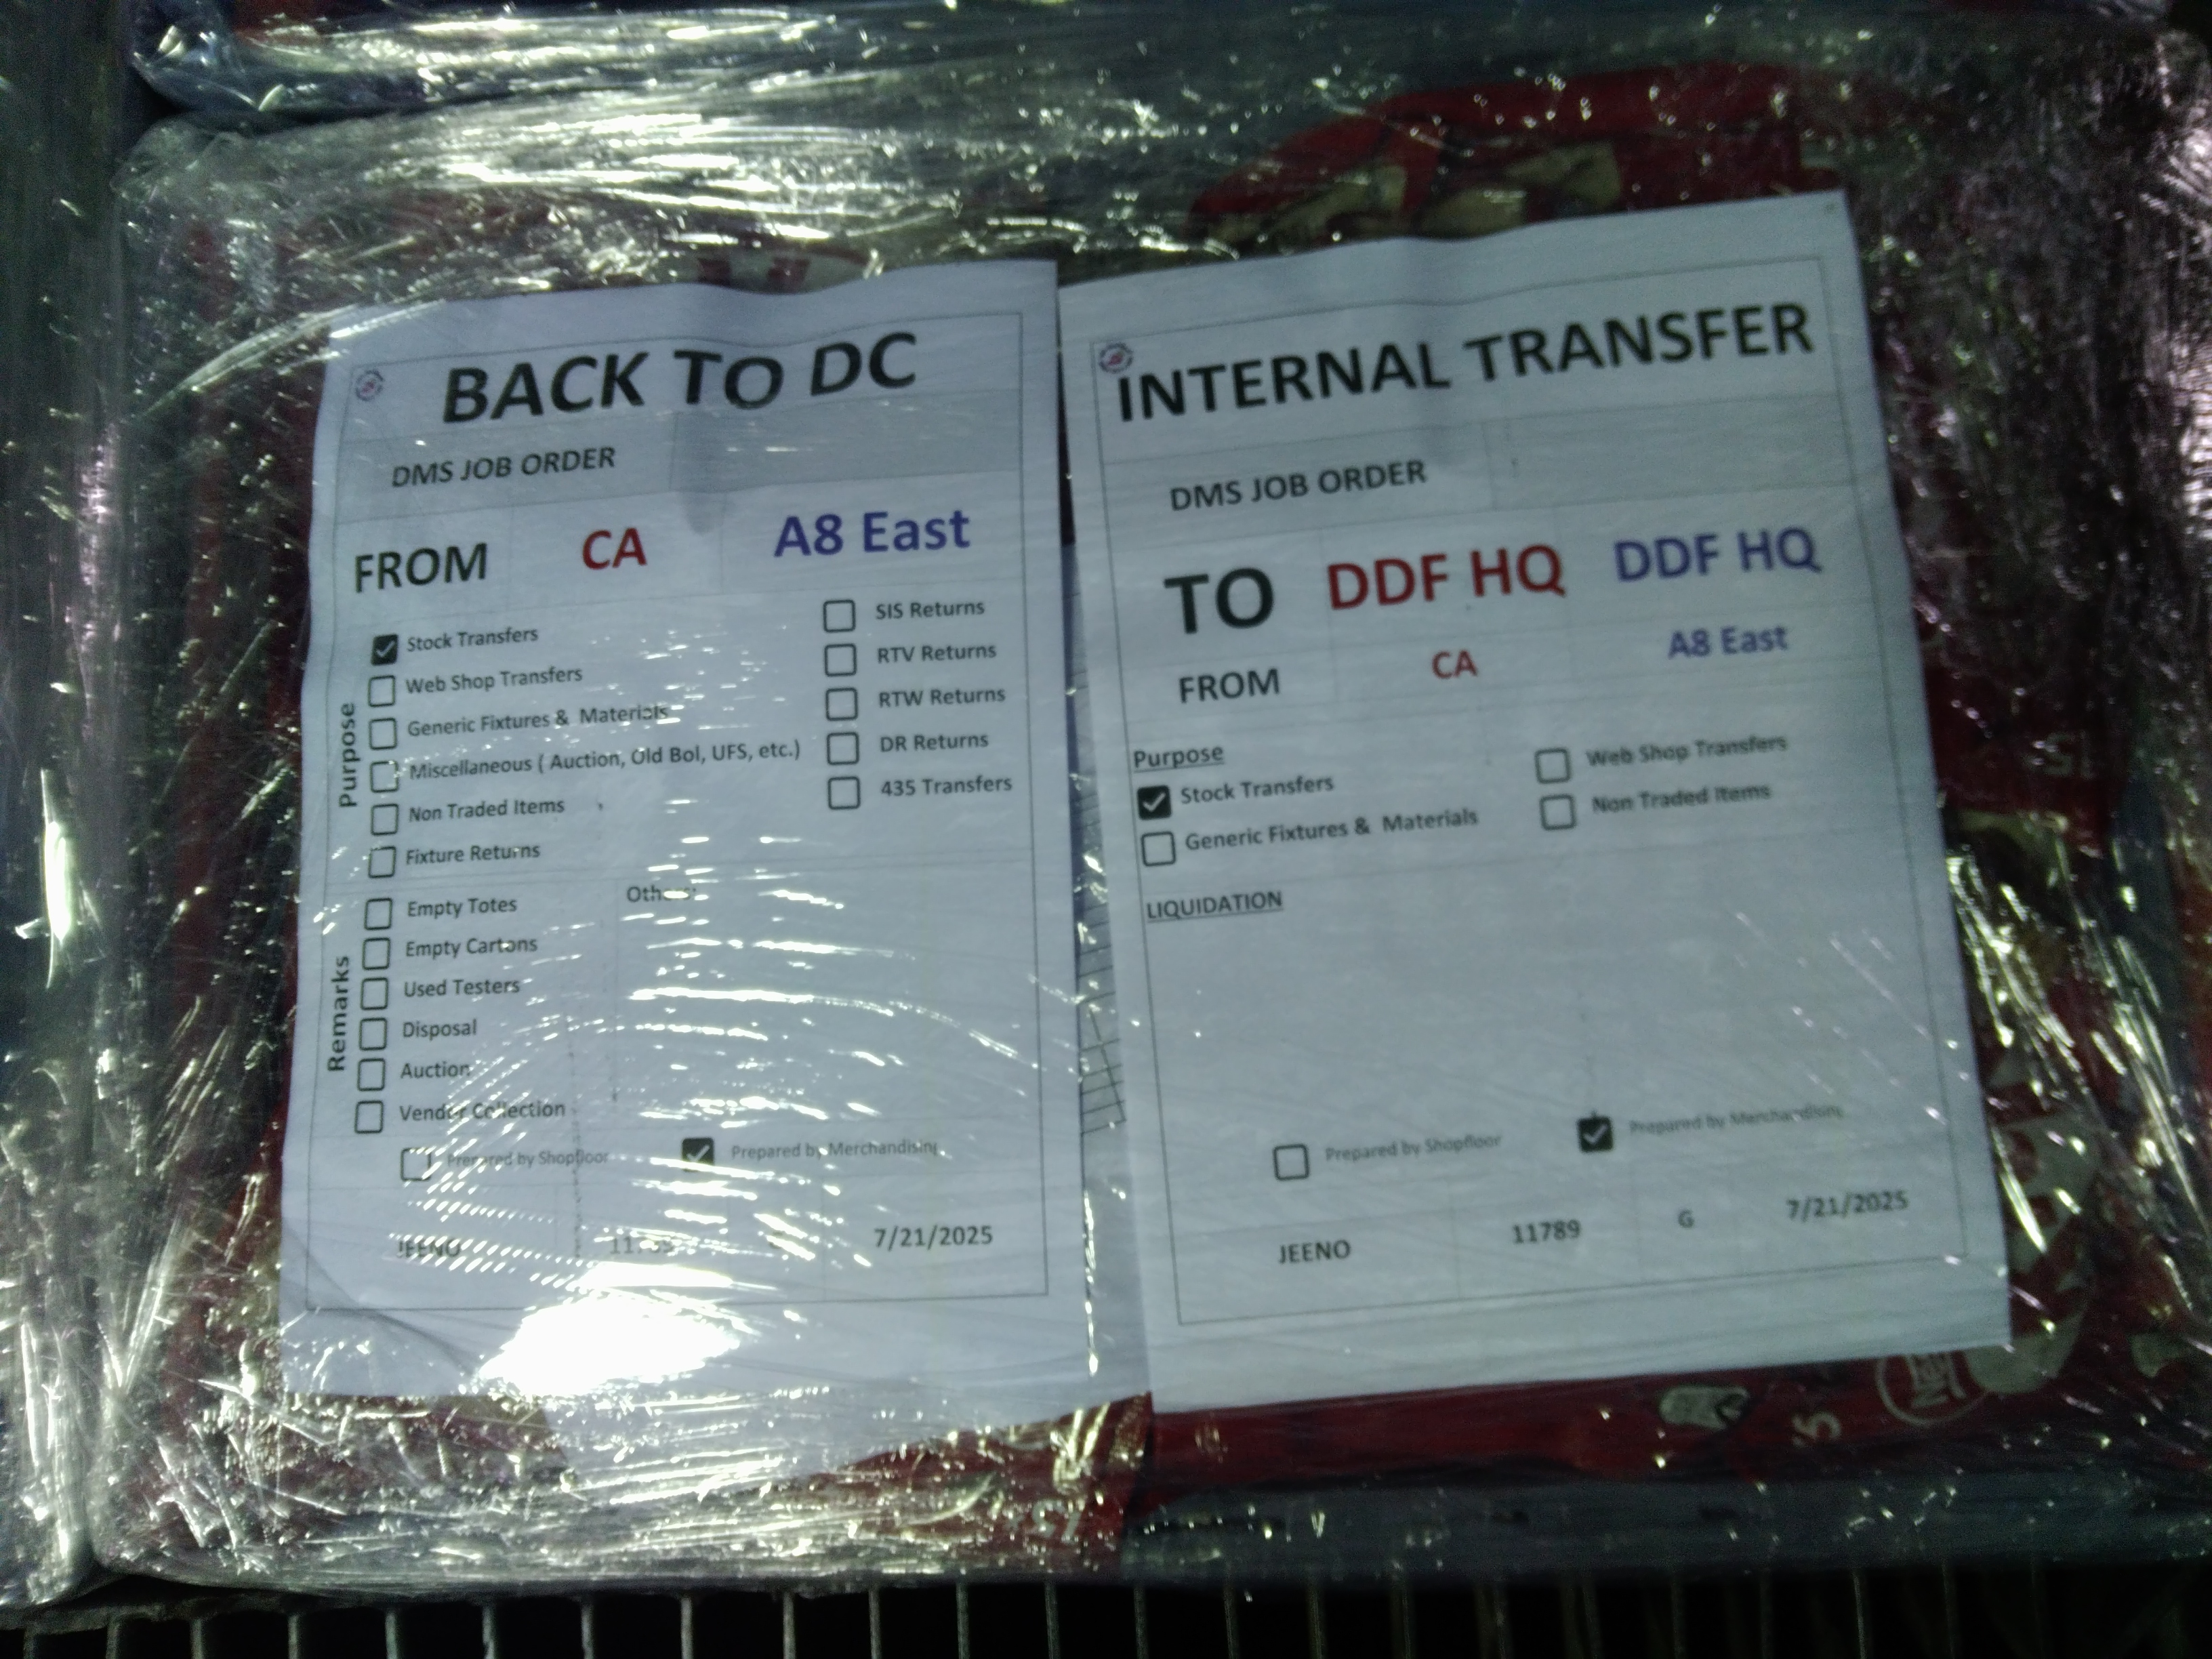 BACK TO DC
DMS JOB ORDER
FROM CA A8 East
Purpose
Stock Transfers
Web Shop Transfers
Generic Fixtures & Materials
Miscellaneous ( Auction, Old Bol, UFS, etc.)
Non Traded Items
Fixture Returns
SIS Returns
RTV Returns
RTW Returns
DR Returns
435 Transfers
Remarks
Empty Totes
Empty Cartons
Used Testers
Disposal
Auction
Vendor Collection
Others:
Prepared by Shopfloor Prepared by Merchandising
JEENO 7/21/2025
INTERNAL TRANSFER
DMS JOB ORDER
TO DDF HQ DDF HQ
FROM CA A8 East
Purpose
Stock Transfers Web Shop Transfers
Generic Fixtures & Materials Non Traded Items
LIQUIDATION
Prepared by Shopfloor Prepared by Merchandising
JEENO 11789 G 7/21/2025